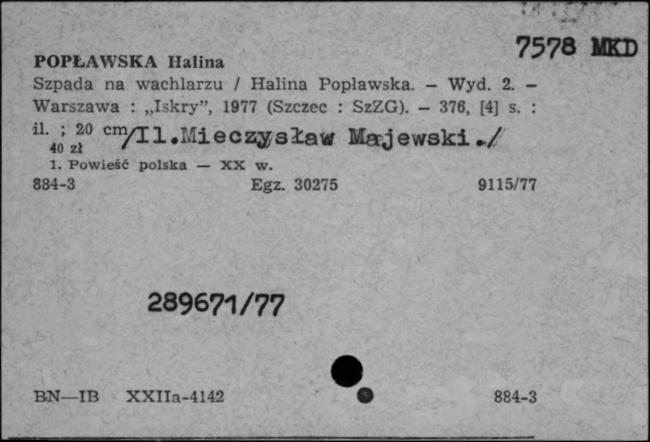 7578 MKD
POPŁAWSKA Halina
Szpada na wachlarzu / Halina Popławska. — Wyd. 2. —
Warszawa : „Iskry”, 1977 (Szczec : SzZG). — 376, [4] s. :
il. ; 20 cm /Il.Mieczysław Majewski./
40 zł
1. Powieść polska — XX w.
884-3 Egz. 30275 9115/77
289671/77
BN—IB XXIIa-4142 884-3